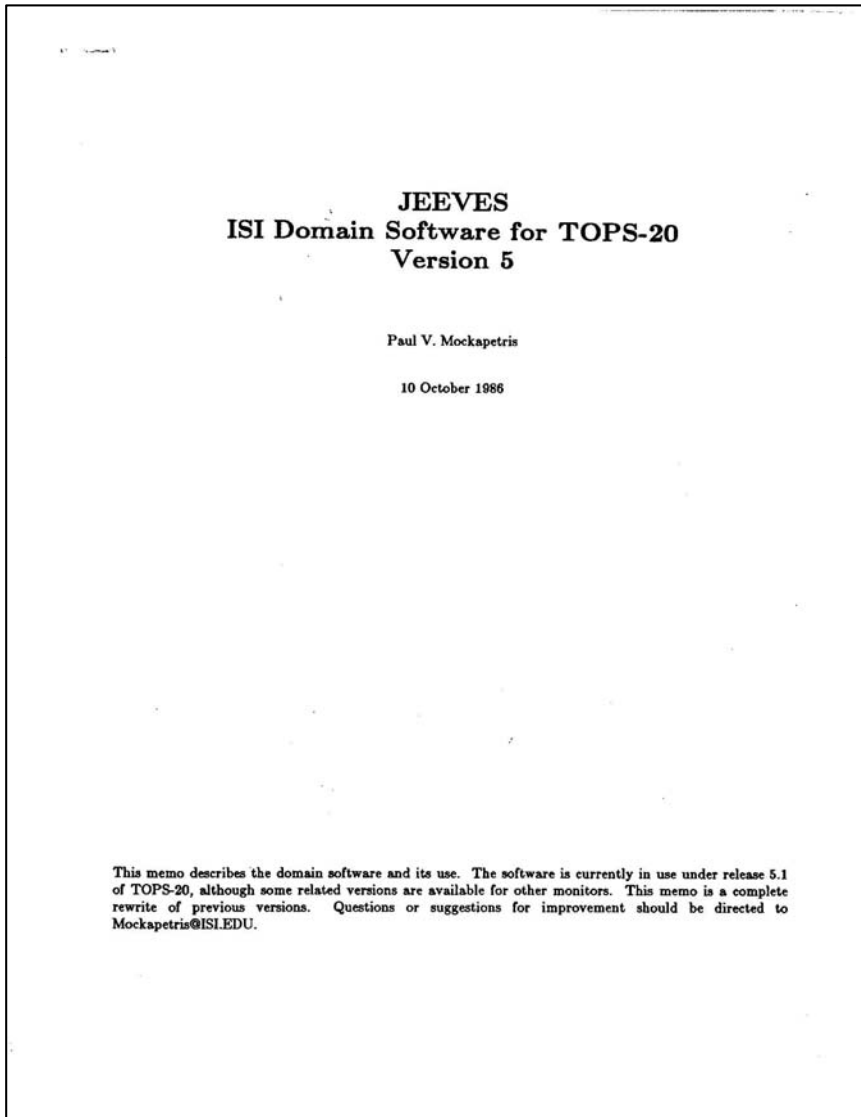 JEEVES
ISI Domain Software for TOPS-20
Version 5
Paul V. Mockapetris
10 October 1986
This memo describes the domain software and its use. The software is currently in use under release 5.1
of TOPS-20, although some related versions are available for other monitors. This memo is a complete
rewrite of previous versions. Questions or suggestions for improvement should be directed to
Mockapetris@ISI.EDU.